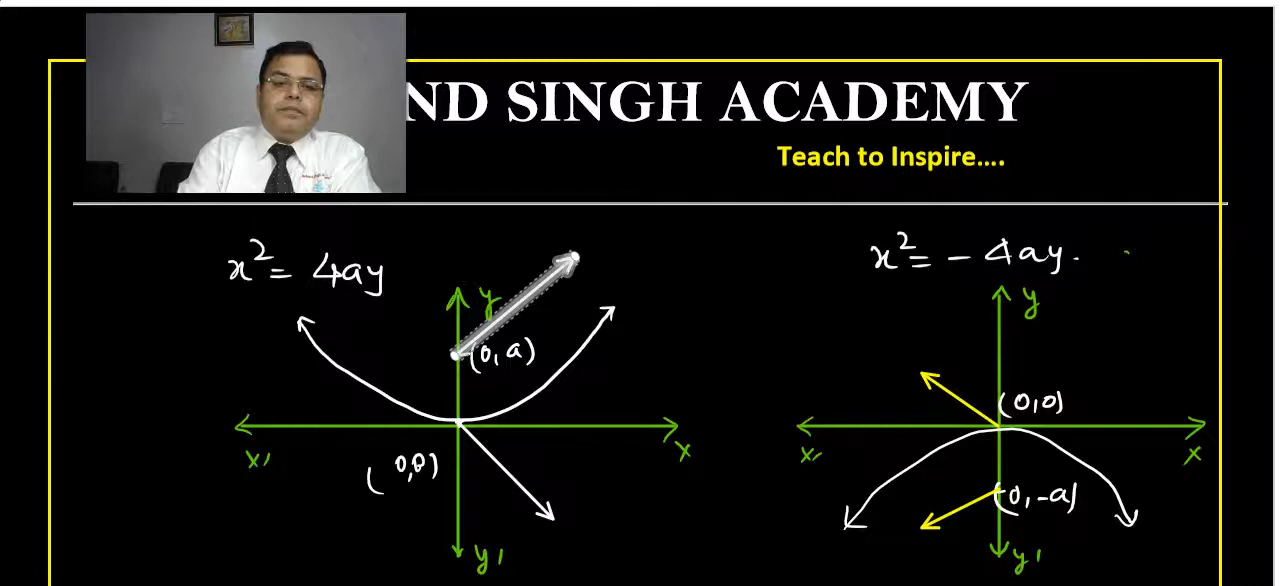 ND SINGH ACADEMY
Teach to Inspire....
x² = 4ay
x² = - 4ay.
y
(0, a)
x'
x
(0,0)
y'
y
(0,0)
x'
x
(0, -a)
y'